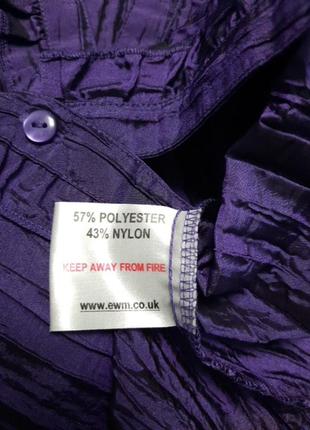 57% POLYESTER
43% NYLON
KEEP AWAY FROM FIRE
www.ewm.co.uk